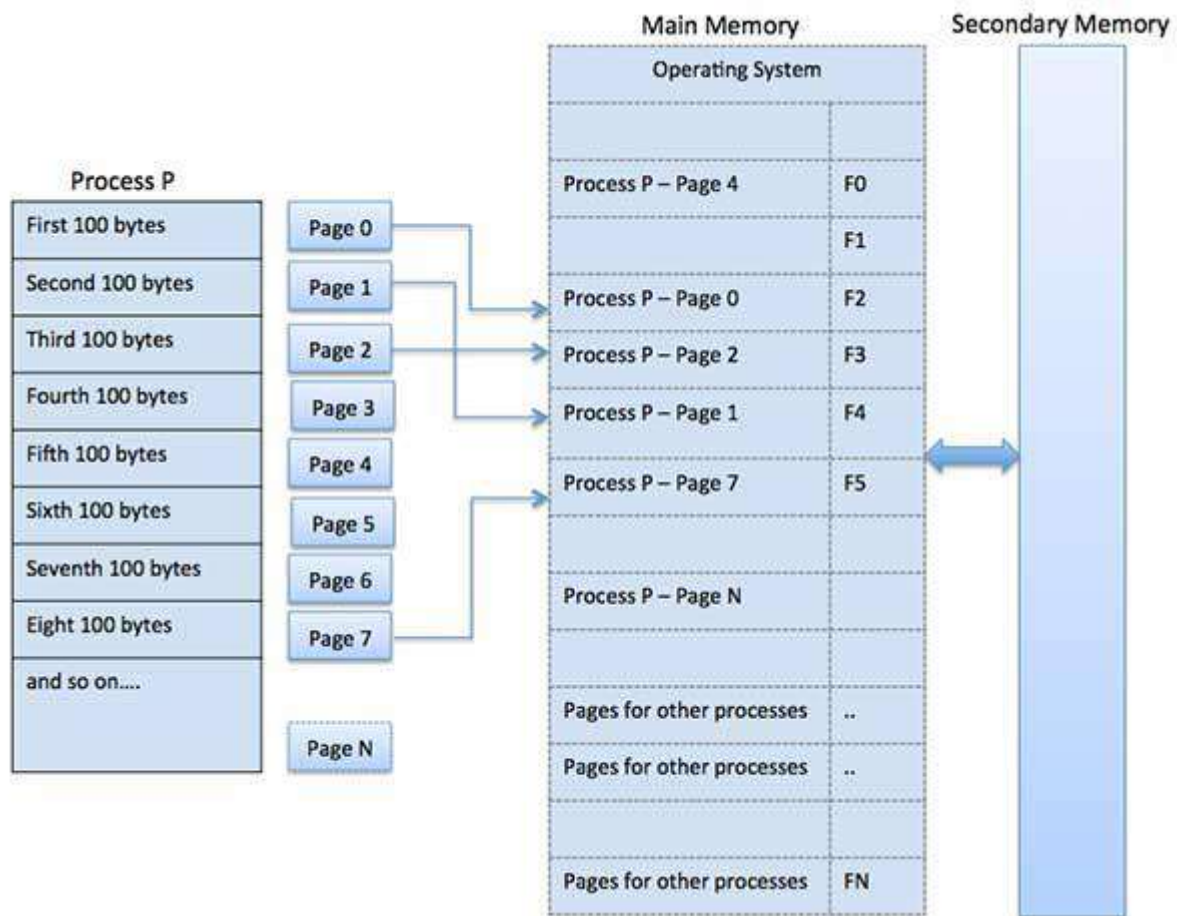 Main Memory
Secondary Memory
Operating System
Process P
First 100 bytes
Second 100 bytes
Third 100 bytes
Fourth 100 bytes
Fifth 100 bytes
Sixth 100 bytes
Seventh 100 bytes
Eight 100 bytes
and so on....
Page 0
Page 1
Page 2
Page 3
Page 4
Page 5
Page 6
Page 7
Page N
Process P – Page 4 F0
F1
Process P – Page 0 F2
Process P – Page 2 F3
Process P – Page 1 F4
Process P – Page 7 F5
Process P – Page N
Pages for other processes ..
Pages for other processes ..
Pages for other processes FN